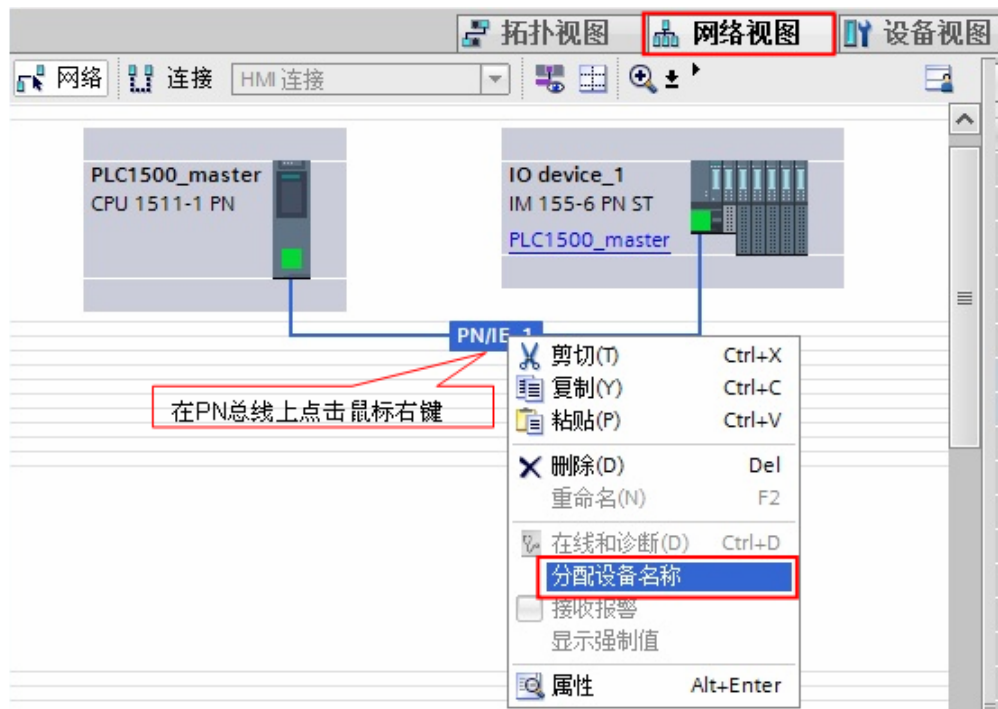 拓扑视图 网络视图 设备视图
网络 连接 HMI 连接
PLC1500_master
CPU 1511-1 PN
IO device_1
IM 155-6 PN ST
PLC1500_master
PN/IE_1
在PN总线上点击鼠标右键
剪切(T) Ctrl+X
复制(Y) Ctrl+C
粘贴(P) Ctrl+V
删除(D) Del
重命名(N) F2
在线和诊断(D) Ctrl+D
分配设备名称
接收报警
显示强制值
属性 Alt+Enter